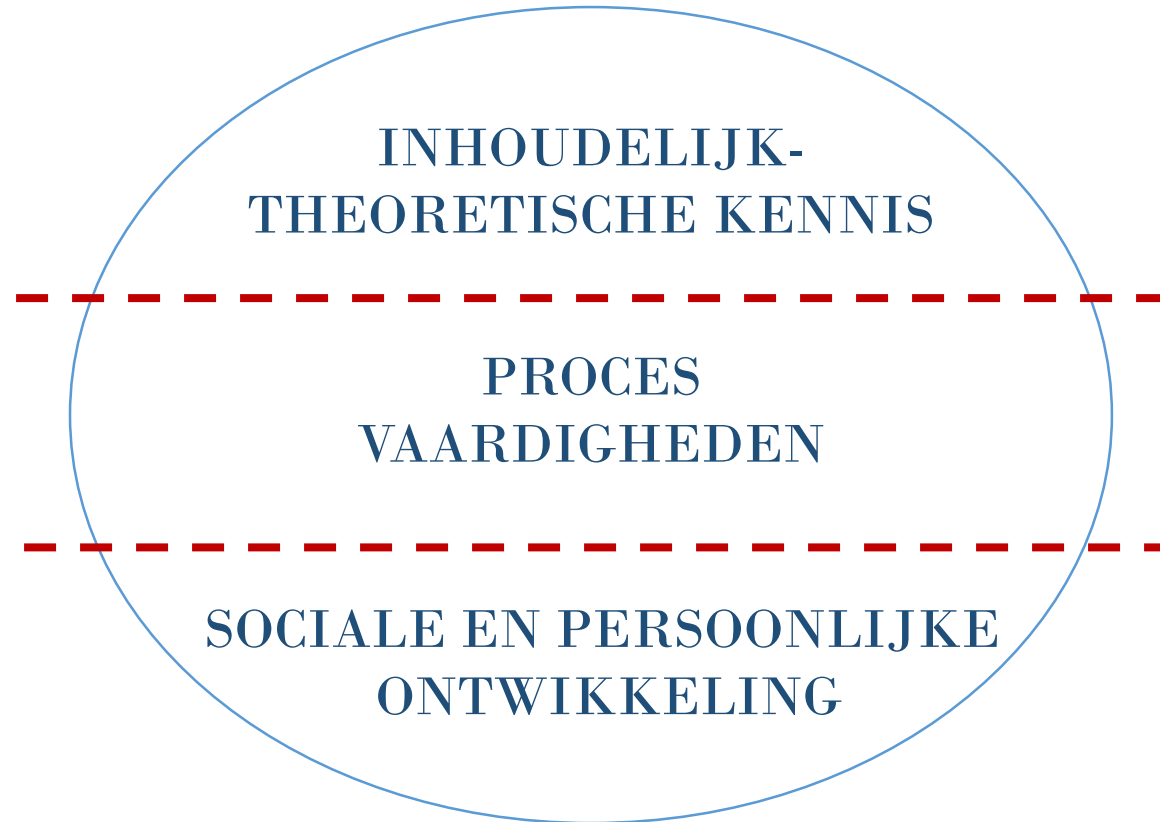 INHOUDELIJK-
THEORETISCHE KENNIS
PROCES
VAARDIGHEDEN
SOCIALE EN PERSOONLIJKE
ONTWIKKELING